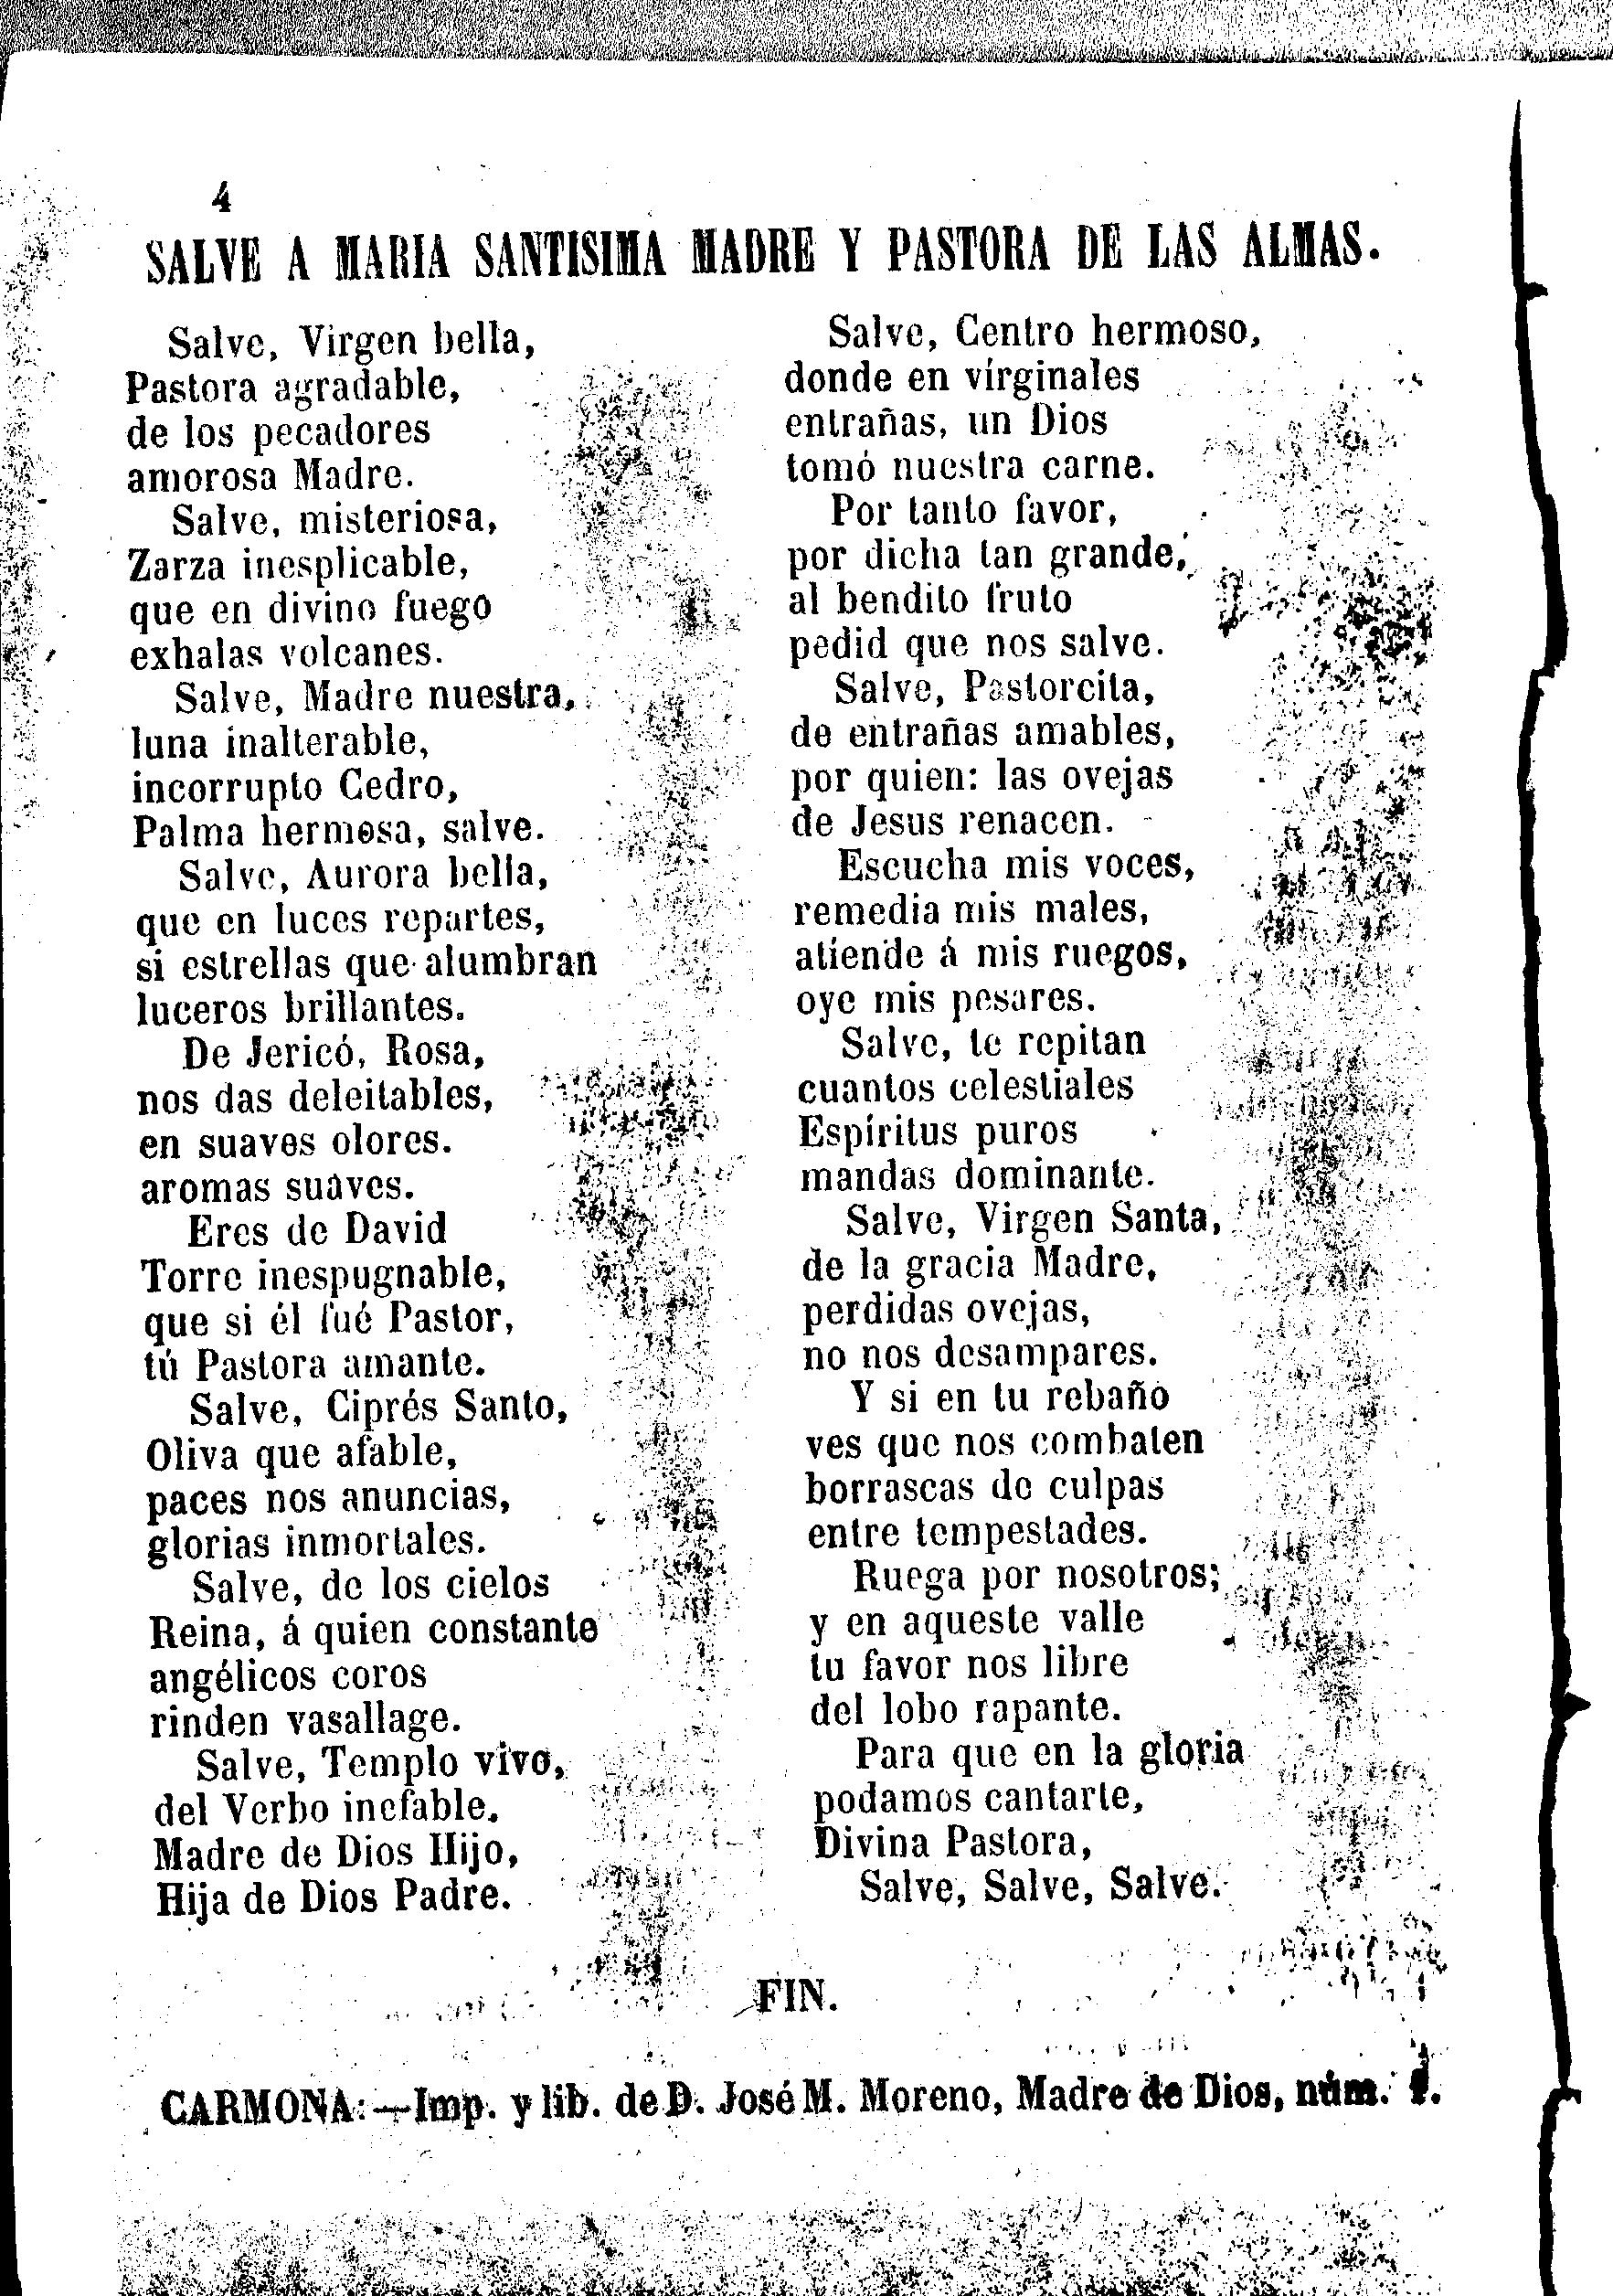 4
SALVE A MARIA SANTISIMA MADRE Y PASTORA DE LAS ALMAS.
Salve, Virgen bella,
Pastora agradable,
de los pecadores
amorosa Madre.
Salve, misteriosa,
Zarza inesplicable,
que en divino fuego
exhalas volcanes.
Salve, Madre nuestra,
luna inalterable,
incorrupto Cedro,
Palma hermosa, salve.
Salve, Aurora bella,
que en luces repartes,
si estrellas que alumbran
luceros brillantes.
De Jericó, Rosa,
nos das deleitables,
en suaves olores.
aromas suaves.
Eres de David
Torre inespugnable,
que si él fué Pastor,
tú Pastora amante.
Salve, Ciprés Santo,
Oliva que afable,
paces nos anuncias,
glorias inmortales.
Salve, de los cielos
Reina, á quien constante
angélicos coros
rinden vasallage.
Salve, Templo vivo,
del Verbo inefable,
Madre de Dios Hijo,
Hija de Dios Padre.
Salve, Centro hermoso,
donde en vírginales
entrañas, un Dios
tomó nuestra carne.
Por tanto favor,
por dicha tan grande,
al bendito fruto
pedid que nos salve.
Salve, Pastorcita,
de entrañas amables,
por quien: las ovejas
de Jesus renacen.
Escucha mis voces,
remedia mis males,
atiende á mis ruegos,
oye mis pesares.
Salve, te repitan
cuantos celestiales
Espíritus puros
mandas dominante.
Salve, Virgen Santa,
de la gracia Madre,
perdidas ovejas,
no nos desampares.
Y si en tu rebaño
ves que nos combaten
borrascas de culpas
entre tempestades.
Ruega por nosotros;
y en aqueste valle
tu favor nos libre
del lobo rapante.
Para que en la gloria
podamos cantarte,
Divina Pastora,
Salve, Salve, Salve.
FIN.
CARMONA:—Imp. y lib. de D. José M. Moreno, Madre de Dios, núm.